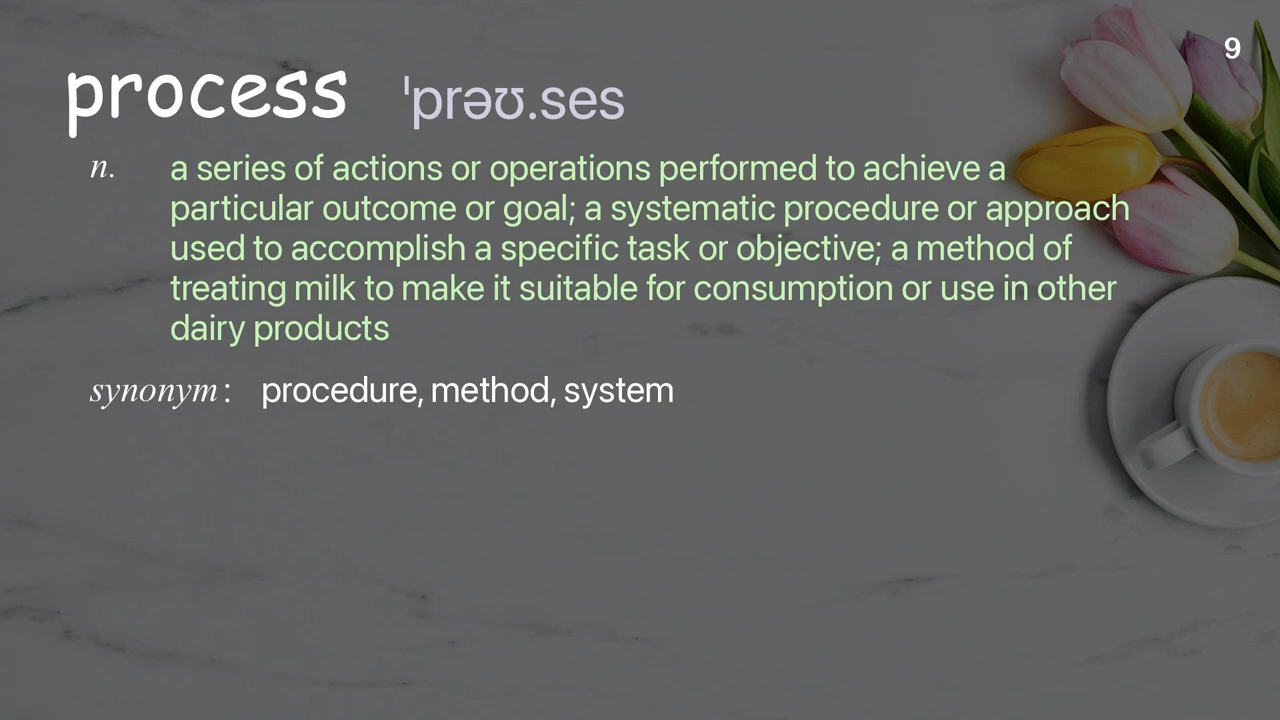 9
process ˈprəʊ.ses
n. a series of actions or operations performed to achieve a
particular outcome or goal; a systematic procedure or approach
used to accomplish a specific task or objective; a method of
treating milk to make it suitable for consumption or use in other
dairy products
synonym: procedure, method, system